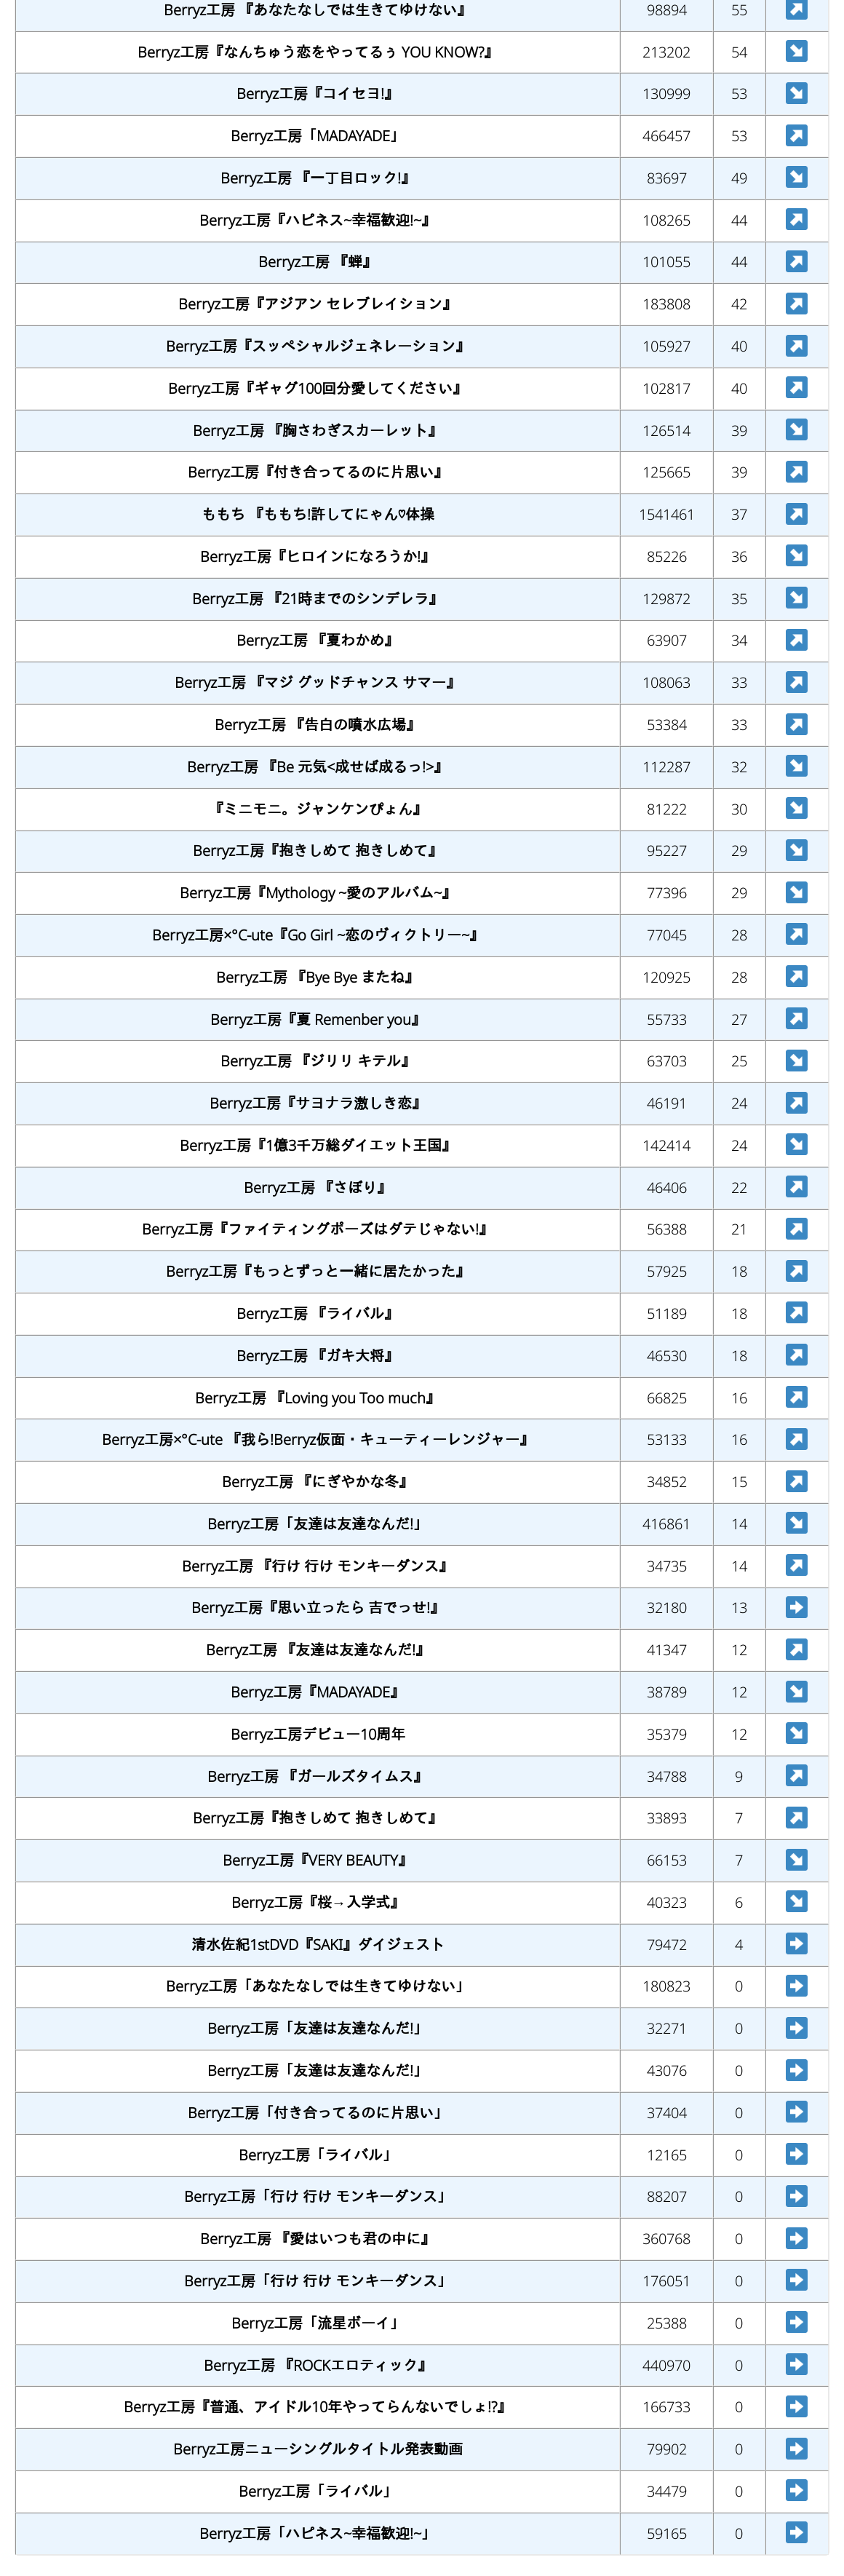 Berryz工房 『あなたなしでは生きてゆけない』 98894 55 ↗
Berryz工房『なんちゅう恋をやってるぅ YOU KNOW?』 213202 54 ↘
Berryz工房『コイセヨ!』 130999 53 ↘
Berryz工房「MADAYADE」 466457 53 ↗
Berryz工房 『一丁目ロック!』 83697 49 ↘
Berryz工房『ハピネス~幸福歓迎!~』 108265 44 ↗
Berryz工房 『蝉』 101055 44 ↗
Berryz工房『アジアン セレブレイション』 183808 42 ↗
Berryz工房『スッペシャルジェネレーション』 105927 40 ↗
Berryz工房『ギャグ100回分愛してください』 102817 40 ↗
Berryz工房 『胸さわぎスカーレット』 126514 39 ↘
Berryz工房『付き合ってるのに片思い』 125665 39 ↗
ももち 『ももち!許してにゃん♡体操 1541461 37 ↗
Berryz工房『ヒロインになろうか!』 85226 36 ↘
Berryz工房 『21時までのシンデレラ』 129872 35 ↘
Berryz工房 『夏わかめ』 63907 34 ↗
Berryz工房 『マジ グッドチャンス サマー』 108063 33 ↗
Berryz工房 『告白の噴水広場』 53384 33 ↗
Berryz工房 『Be 元気<成せば成るっ!>』 112287 32 ↘
『ミニモニ。ジャンケンぴょん』 81222 30 ↘
Berryz工房『抱きしめて 抱きしめて』 95227 29 ↘
Berryz工房『Mythology ~愛のアルバム~』 77396 29 ↘
Berryz工房×°C-ute『Go Girl ~恋のヴィクトリー~』 77045 28 ↗
Berryz工房 『Bye Bye またね』 120925 28 ↗
Berryz工房『夏 Remenber you』 55733 27 ↗
Berryz工房 『ジリリ キテル』 63703 25 ↘
Berryz工房『サヨナラ激しき恋』 46191 24 ↗
Berryz工房『1億3千万総ダイエット王国』 142414 24 ↘
Berryz工房 『さぼり』 46406 22 ↗
Berryz工房『ファイティングポーズはダテじゃない!』 56388 21 ↗
Berryz工房『もっとずっと一緒に居たかった』 57925 18 ↗
Berryz工房 『ライバル』 51189 18 ↗
Berryz工房 『ガキ大将』 46530 18 ↗
Berryz工房 『Loving you Too much』 66825 16 ↗
Berryz工房×°C-ute 『我ら!Berryz仮面・キューティーレンジャー』 53133 16 ↗
Berryz工房 『にぎやかな冬』 34852 15 ↗
Berryz工房「友達は友達なんだ!」 416861 14 ↘
Berryz工房 『行け 行け モンキーダンス』 34735 14 ↗
Berryz工房『思い立ったら 吉でっせ!』 32180 13 →
Berryz工房 『友達は友達なんだ!』 41347 12 ↗
Berryz工房『MADAYADE』 38789 12 ↘
Berryz工房デビュー10周年 35379 12 ↘
Berryz工房 『ガールズタイムス』 34788 9 ↗
Berryz工房『抱きしめて 抱きしめて』 33893 7 ↗
Berryz工房『VERY BEAUTY』 66153 7 ↘
Berryz工房『桜→入学式』 40323 6 ↘
清水佐紀1stDVD『SAKI』ダイジェスト 79472 4 →
Berryz工房「あなたなしでは生きてゆけない」 180823 0 →
Berryz工房「友達は友達なんだ!」 32271 0 →
Berryz工房「友達は友達なんだ!」 43076 0 →
Berryz工房「付き合ってるのに片思い」 37404 0 →
Berryz工房「ライバル」 12165 0 →
Berryz工房「行け 行け モンキーダンス」 88207 0 →
Berryz工房 『愛はいつも君の中に』 360768 0 →
Berryz工房「行け 行け モンキーダンス」 176051 0 →
Berryz工房「流星ボーイ」 25388 0 →
Berryz工房 『ROCKエロティック』 440970 0 →
Berryz工房『普通、アイドル10年やってらんないでしょ!?』 166733 0 →
Berryz工房ニューシングルタイトル発表動画 79902 0 →
Berryz工房「ライバル」 34479 0 →
Berryz工房「ハピネス~幸福歓迎!~」 59165 0 →